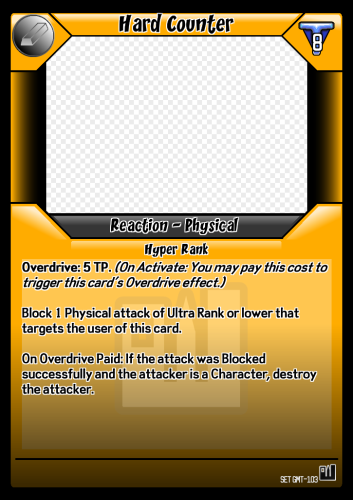 Hard Counter
8
Reaction - Physical
Hyper Rank
Overdrive: 5 TP. (On Activate: You may pay this cost to
trigger this card's Overdrive effect.)
Block 1 Physical attack of Ultra Rank or lower that
targets the user of this card.
On Overdrive Paid: If the attack was Blocked
successfully and the attacker is a Character, destroy
the attacker.
SET GMT-103